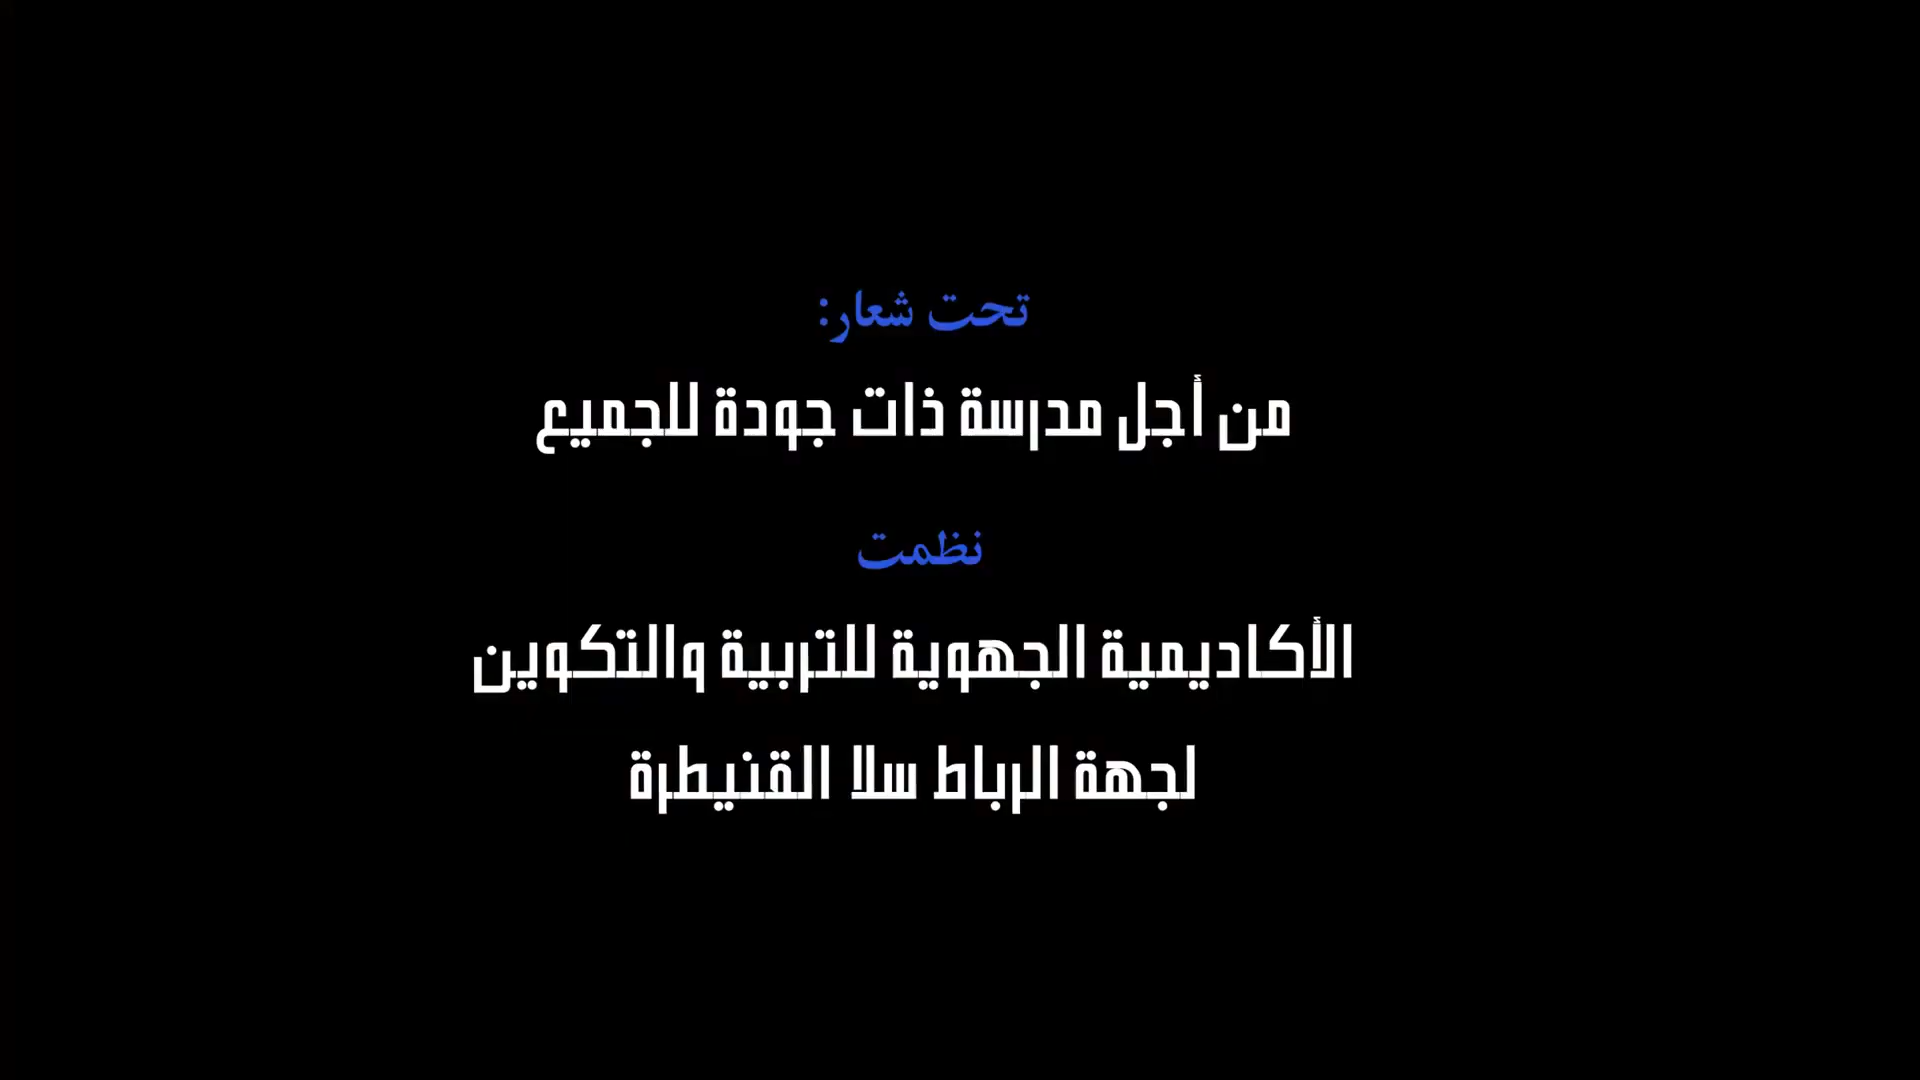 تحت شعار:
من أجل مدرسة ذات جودة للجميع
نظمت
الأكاديمية الجهوية للتربية والتكوين
لجهة الرباط سلا القنيطرة